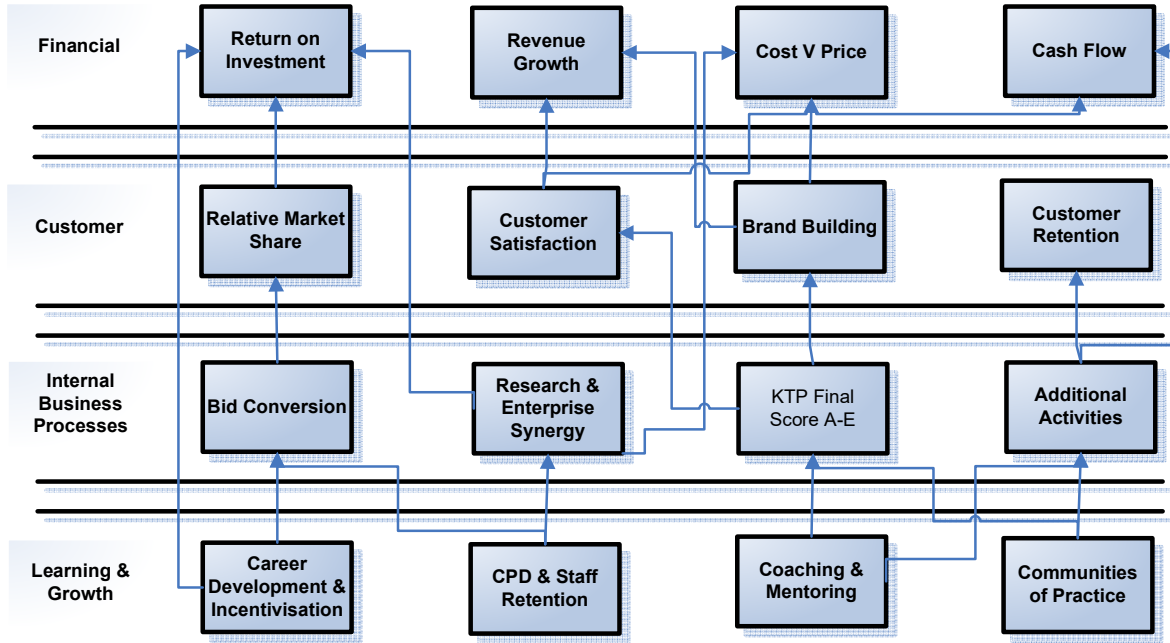 Financial
Return on
Investment
Revenue
Growth
Cost V Price
Cash Flow
Customer
Relative Market
Share
Customer
Satisfaction
Brand Building
Customer
Retention
Internal
Business
Processes
Bid Conversion
Research &
Enterprise
Synergy
KTP Final
Score A-E
Additional
Activities
Learning &
Growth
Career
Development &
Incentivisation
CPD & Staff
Retention
Coaching &
Mentoring
Communities
of Practice